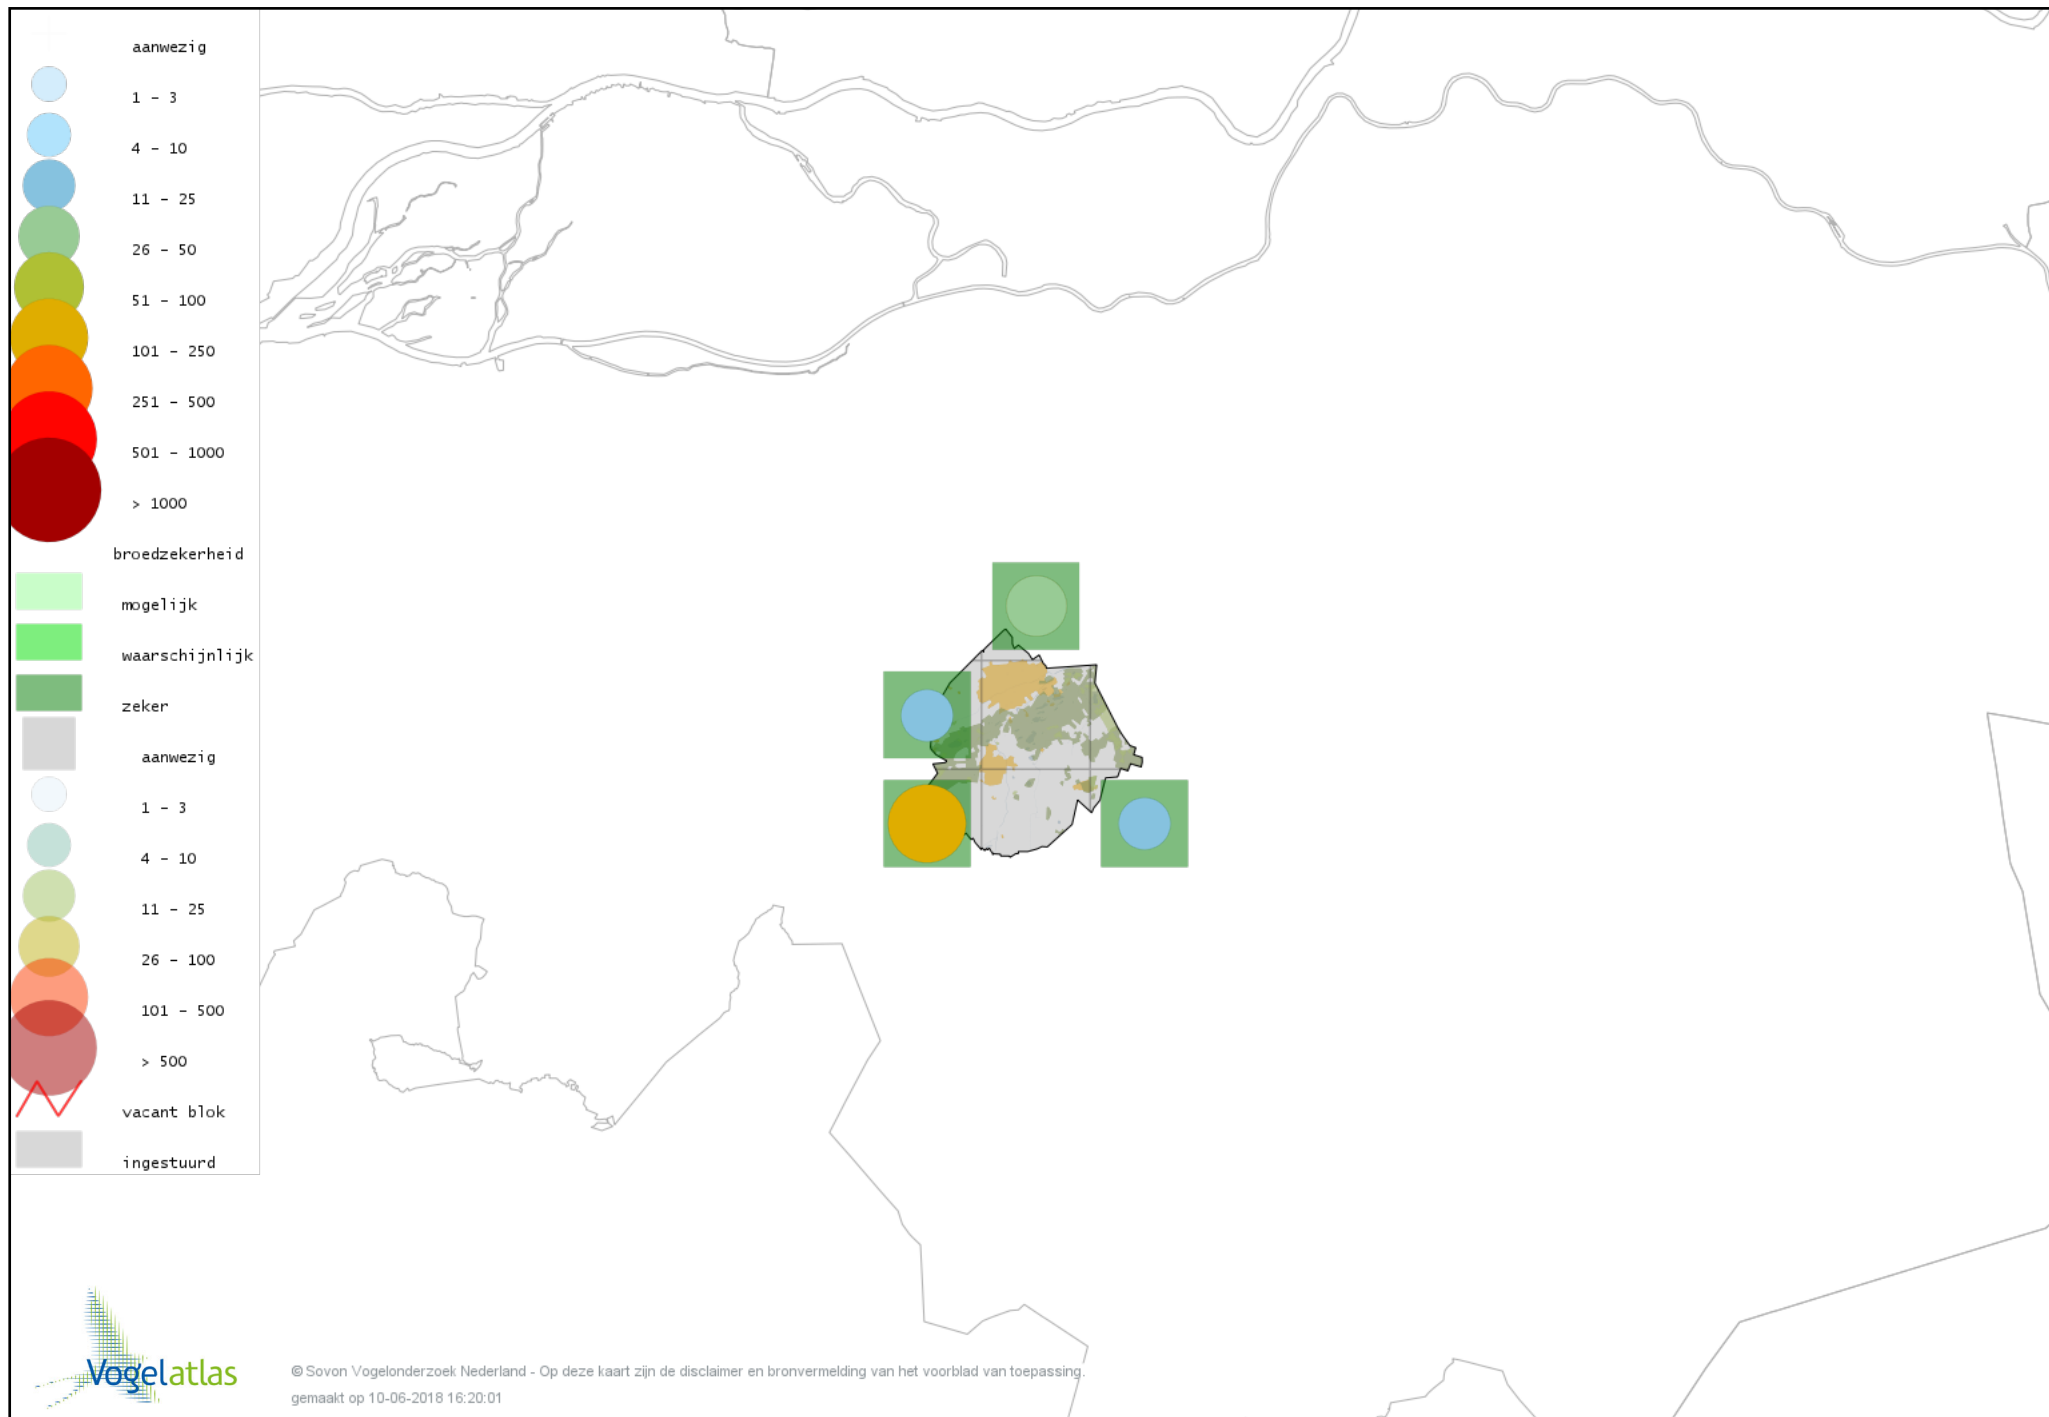 aanwezig
1 - 3
4 - 10
11 - 25
26 - 50
51 - 100
101 - 250
251 - 500
501 - 1000
> 1000
broedzekerheid
mogelijk
waarschijnlijk
zeker
aanwezig
1 - 3
4 - 10
11 - 25
26 - 100
101 - 500
> 500
vacant blok
ingestuurd
Vogelatlas
© Sovon Vogelonderzoek Nederland - Op deze kaart zijn de disclaimer en bronvermelding van het voorblad van toepassing.
gemaakt op 10-06-2018 16:20:01